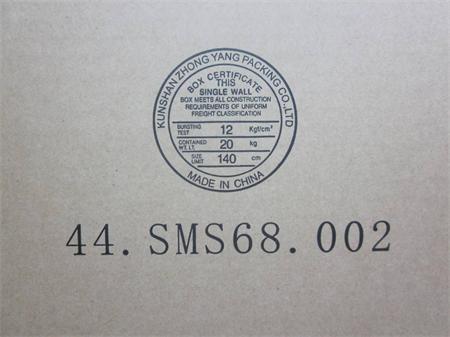 KUNSHAN ZHONG YANG PACKING CO.,LTD
BOX CERTIFICATE
THIS
SINGLE WALL
BOX MEETS ALL CONSTRUCTION
REQUIREMENTS OF UNIFORM
FREIGHT CLASSIFICATION
BURSTING TEST 12 Kgf/cm²
CONTAINED WT. LT. 20 kg
SIZE LIMIT 140 cm
MADE IN CHINA
44.SMS68.002